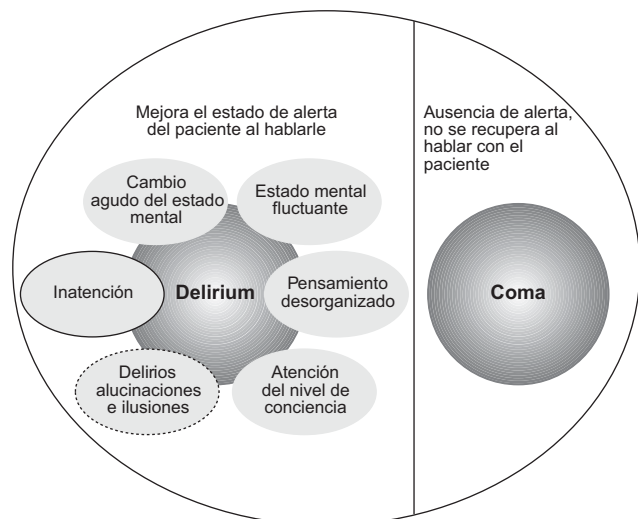 Mejora el estado de alerta
del paciente al hablarle
Ausencia de alerta,
no se recupera al
hablar con el
paciente
Cambio
agudo del estado
mental
Estado mental
fluctuante
Inatención
Delirium
Pensamiento
desorganizado
Coma
Delirios
alucinaciones
e ilusiones
Atención
del nivel de
conciencia